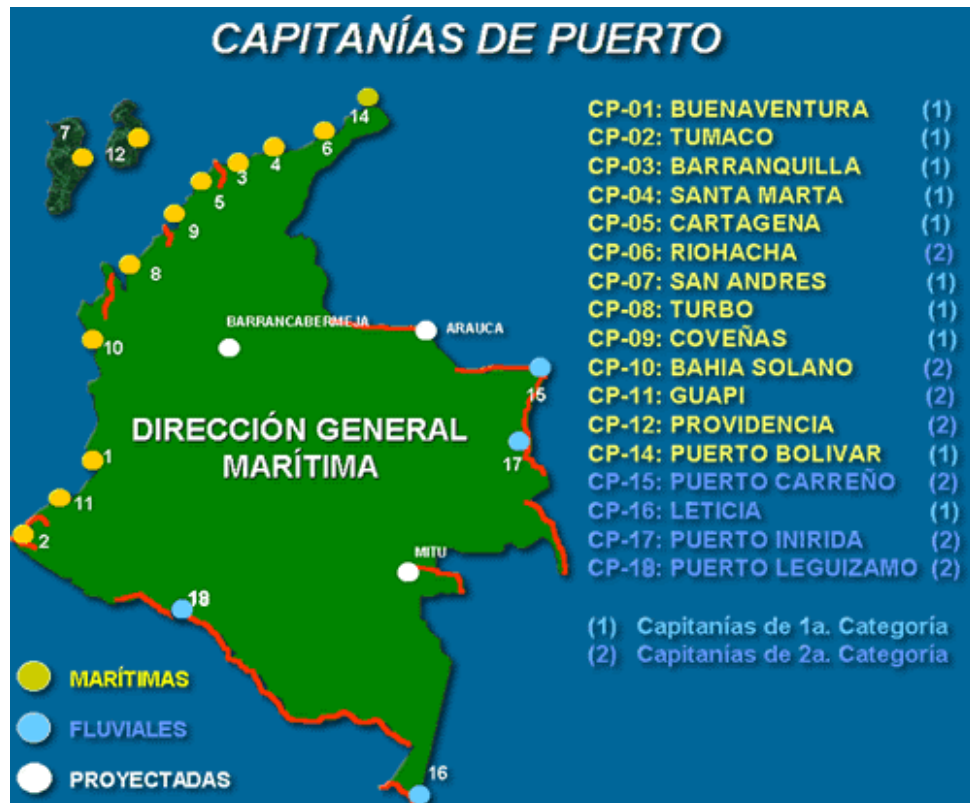 CAPITANÍAS DE PUERTO
CP-01: BUENAVENTURA (1)
CP-02: TUMACO (1)
CP-03: BARRANQUILLA (1)
CP-04: SANTA MARTA (1)
CP-05: CARTAGENA (1)
CP-06: RIOHACHA (2)
CP-07: SAN ANDRES (1)
CP-08: TURBO (1)
CP-09: COVEÑAS (1)
CP-10: BAHIA SOLANO (2)
CP-11: GUAPI (2)
CP-12: PROVIDENCIA (2)
CP-14: PUERTO BOLIVAR (1)
CP-15: PUERTO CARREÑO (2)
CP-16: LETICIA (1)
CP-17: PUERTO INIRIDA (2)
CP-18: PUERTO LEGUIZAMO (2)
(1) Capitanías de 1a. Categoría
(2) Capitanías de 2a. Categoría
14
7
12
6
4
3
5
9
8
BARRANCABERMEJA
ARAUCA
10
15
DIRECCIÓN GENERAL
MARÍTIMA
1
17
11
2
MITU
18
16
MARÍTIMAS
FLUVIALES
PROYECTADAS